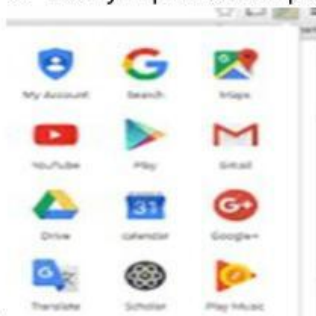 My Account Search Maps
YouTube Play Gmail
31
Drive calendar Google+
Translate Scholar Play Music